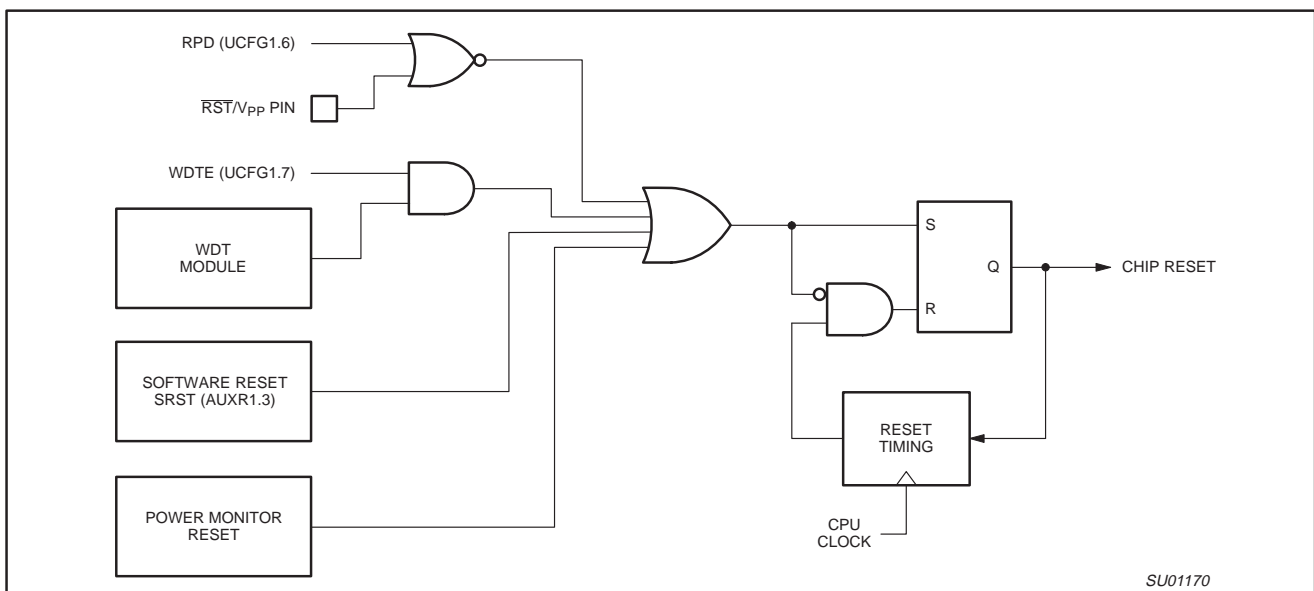 RPD (UCFG1.6)
RST/VPP PIN
WDTE (UCFG1.7)
WDT
MODULE
SOFTWARE RESET
SRST (AUXR1.3)
POWER MONITOR
RESET
S
Q
R
CHIP RESET
RESET
TIMING
CPU
CLOCK
SU01170